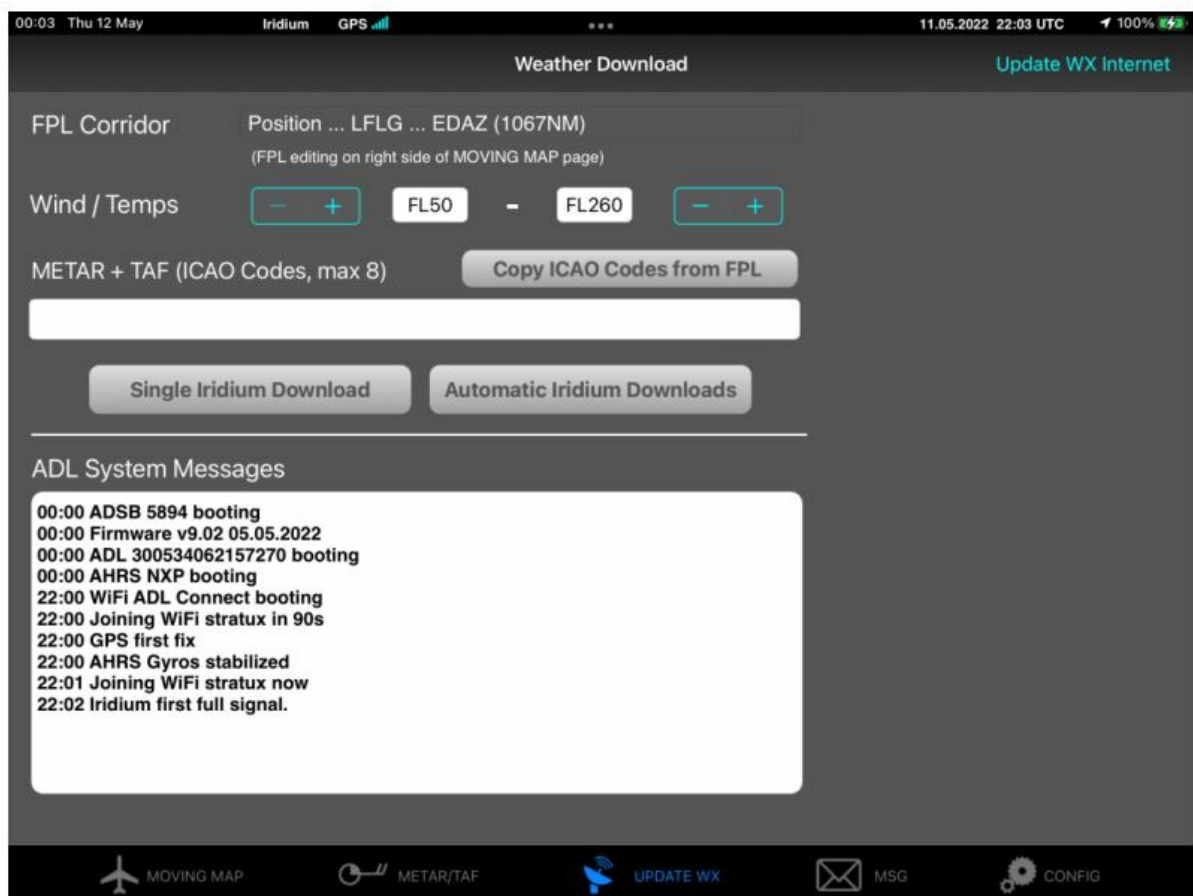 00:03 Thu 12 May Iridium GPS 11.05.2022 22:03 UTC 100%
Weather Download Update WX Internet
FPL Corridor Position ... LFLG ... EDAZ (1067NM)
(FPL editing on right side of MOVING MAP page)
Wind / Temps − + FL50 - FL260 − +
METAR + TAF (ICAO Codes, max 8) Copy ICAO Codes from FPL
Single Iridium Download Automatic Iridium Downloads
ADL System Messages
00:00 ADSB 5894 booting
00:00 Firmware v9.02 05.05.2022
00:00 ADL 300534062157270 booting
00:00 AHRS NXP booting
22:00 WiFi ADL Connect booting
22:00 Joining WiFi stratux in 90s
22:00 GPS first fix
22:00 AHRS Gyros stabilized
22:01 Joining WiFi stratux now
22:02 Iridium first full signal.
MOVING MAP METAR/TAF UPDATE WX MSG CONFIG